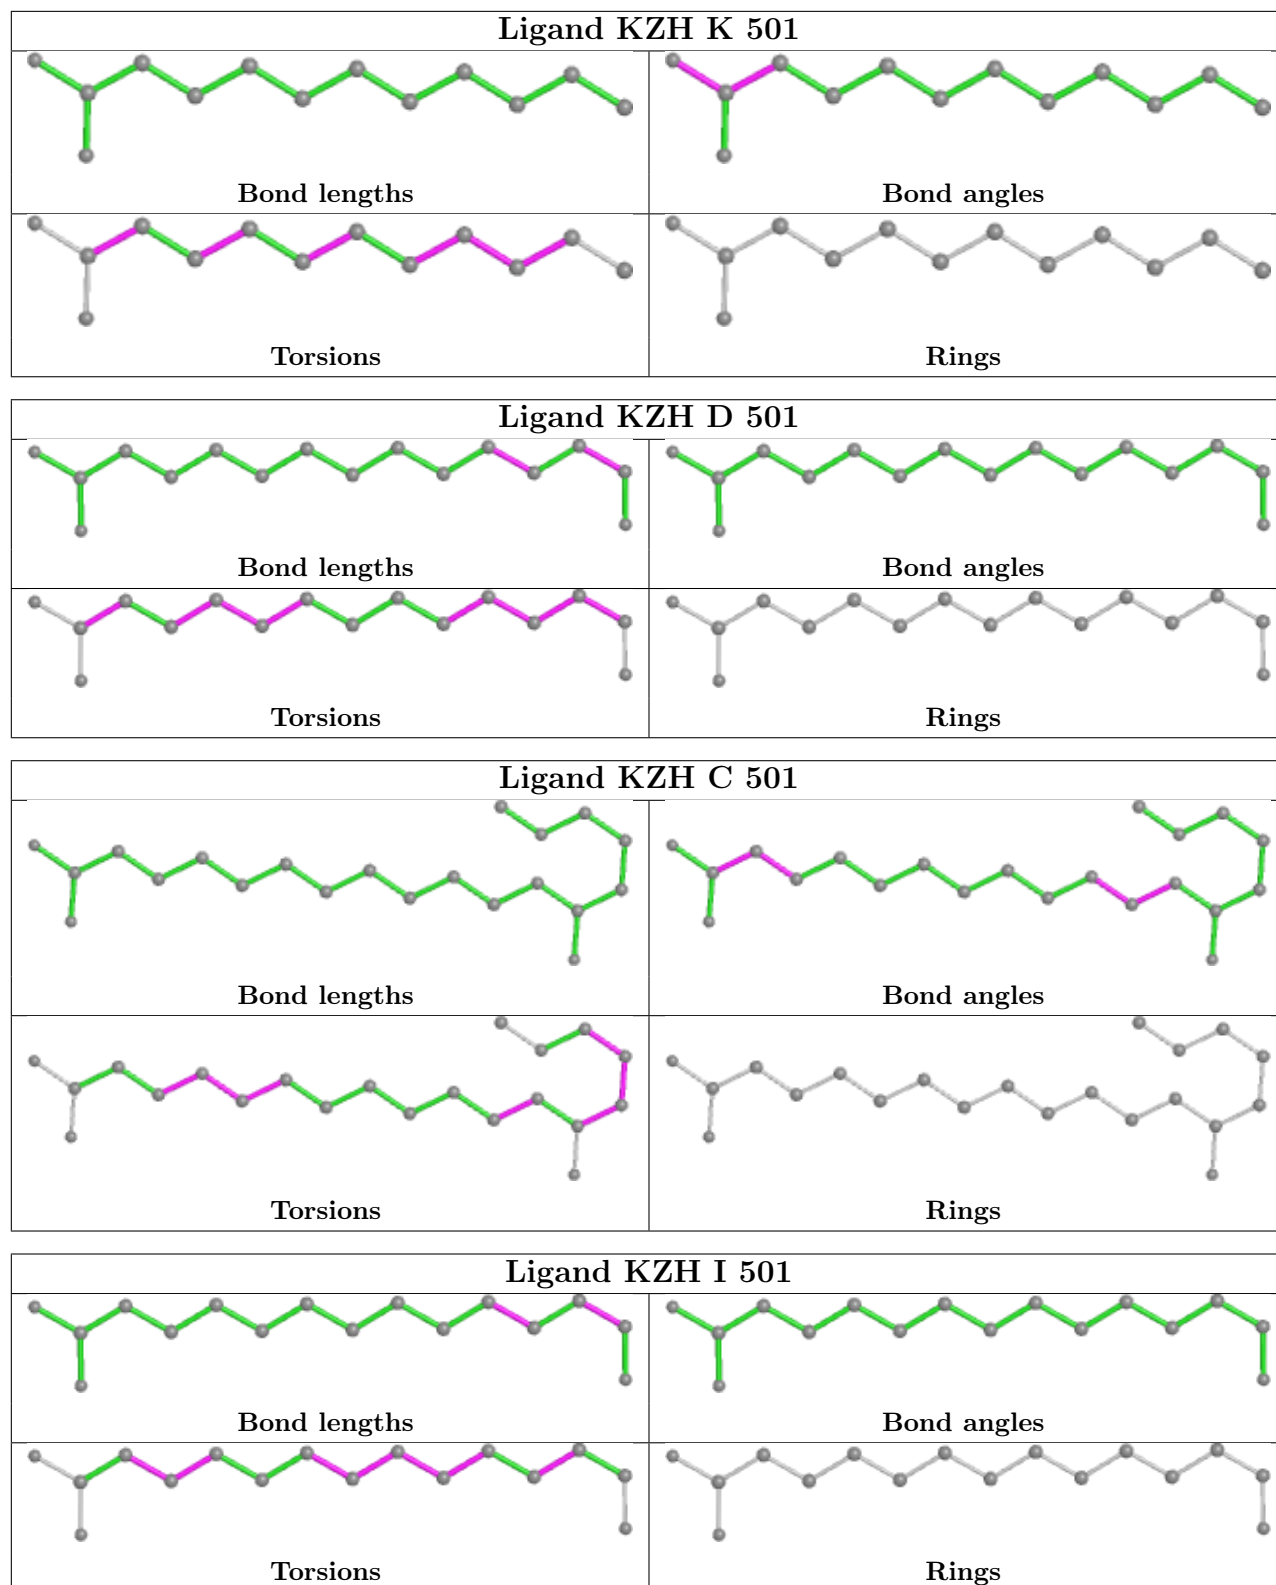 Ligand KZH K 501
Bond lengths
Bond angles
Torsions
Rings
Ligand KZH D 501
Bond lengths
Bond angles
Torsions
Rings
Ligand KZH C 501
Bond lengths
Bond angles
Torsions
Rings
Ligand KZH I 501
Bond lengths
Bond angles
Torsions
Rings